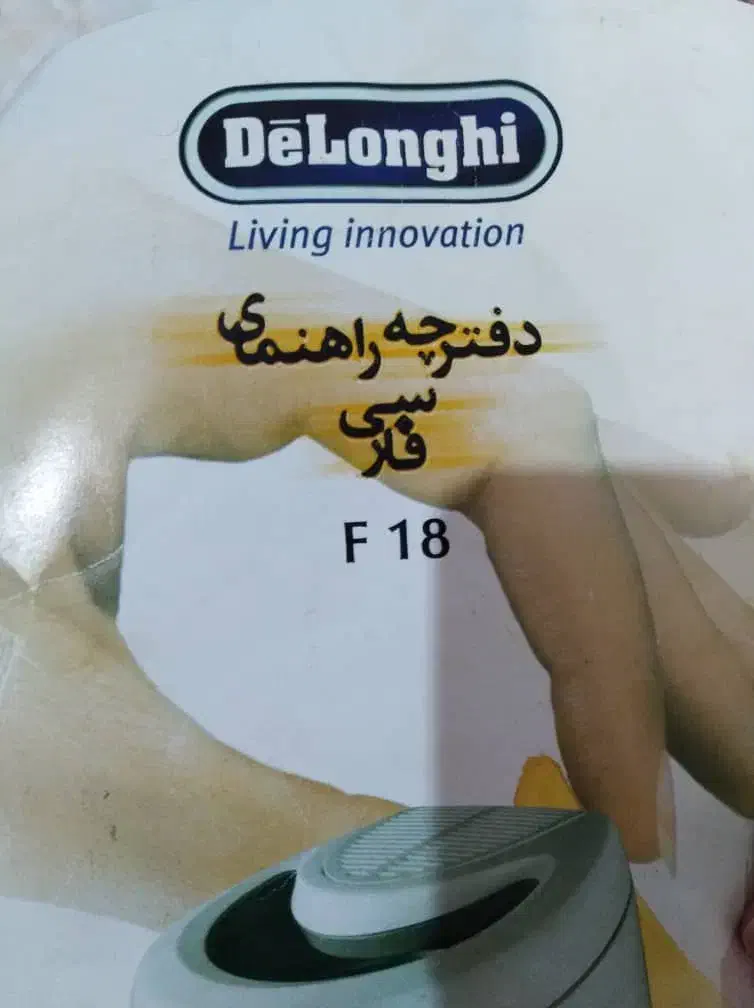 DēLonghi
Living innovation
دفترچه راهنمای
فارسی
F 18